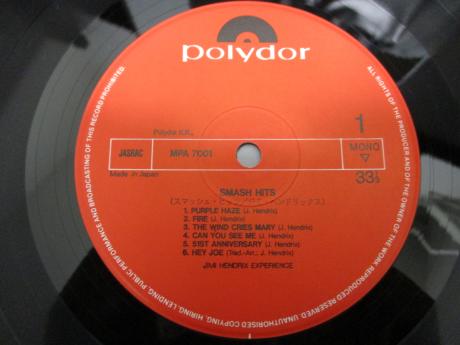 polydor
Polydor K.K.,
1
JASRAC
MPA 7001
MONO
Made in Japan
33⅓
SMASH HITS
1. PURPLE HAZE (J. Hendrix)
2. FIRE (J. Hendrix)
3. THE WIND CRIES MARY (J. Hendrix)
4. CAN YOU SEE ME (J. Hendrix)
5. 51ST ANNIVERSARY (J. Hendrix)
6. HEY JOE (Trad.-Arr.; J. Hendrix)
JIMI HENDRIX EXPERIENCE
ALL RIGHTS OF THE PRODUCER AND OF THE OWNER OF THE WORK REPRODUCED RESERVED. UNAUTHORISED COPYING, HIRING, LENDING, PUBLIC PERFORMANCE AND BROADCASTING OF THIS RECORD PROHIBITED.